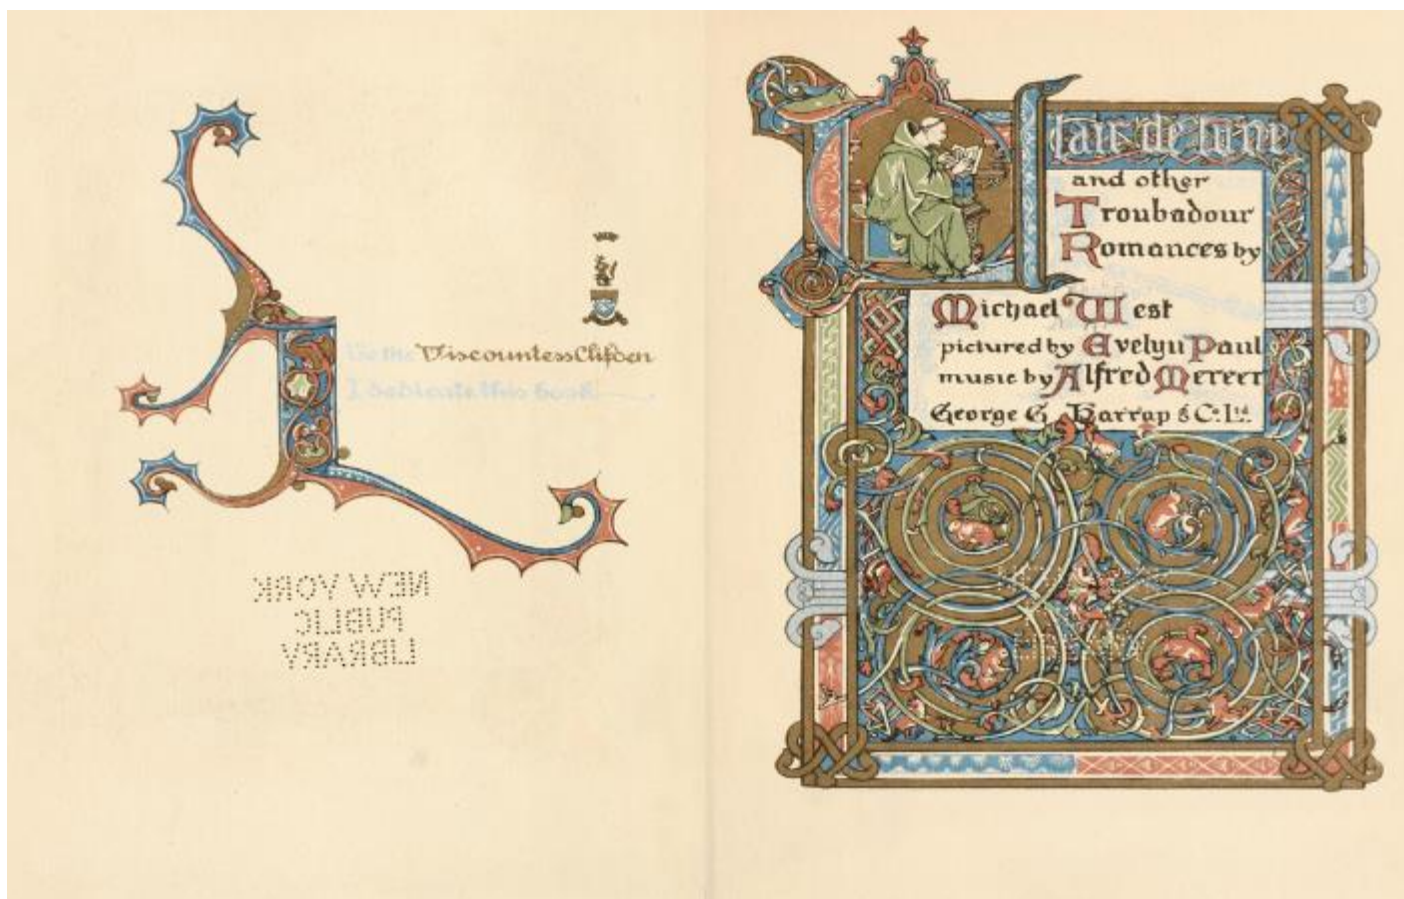 To the Viscountess Clifden
I dedicate this book
NEW YORK
PUBLIC
LIBRARY
Clair de lune
and other
Troubadour
Romances by
Michael West
pictured by Evelyn Paul
music by Alfred Mercer
George G. Harrap & Co. Ltd.